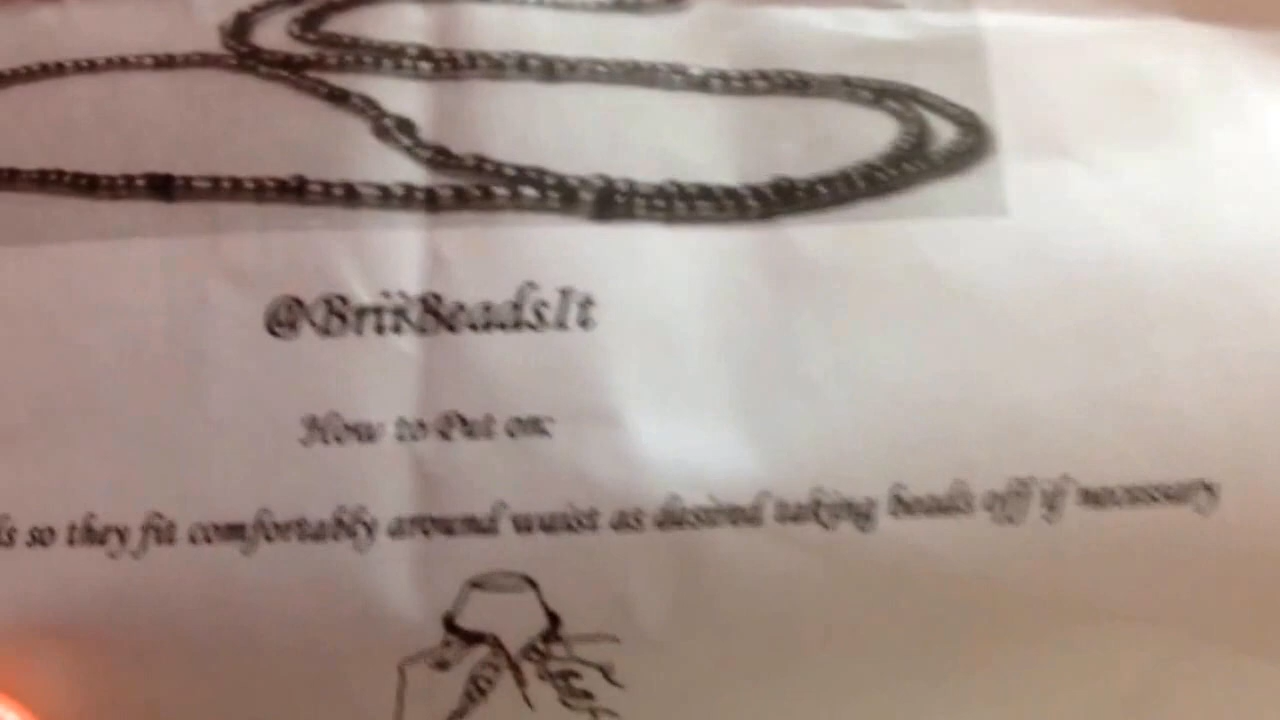 @BriiBeadsIt
How to Put on:
so they fit comfortably around waist as desired taking beads off if necessary